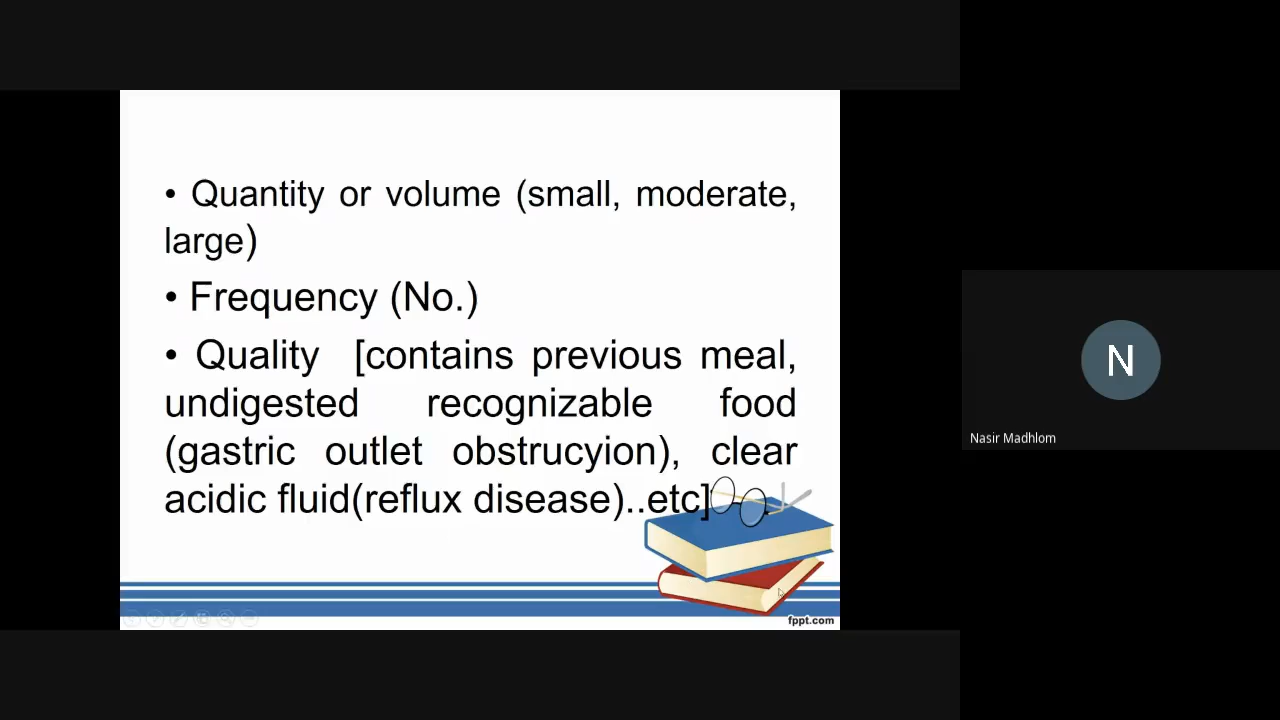 • Quantity or volume (small, moderate,
large)
• Frequency (No.)
• Quality [contains previous meal,
undigested recognizable food
(gastric outlet obstrucyion), clear
acidic fluid(reflux disease)..etc]
fppt.com
N
Nasir Madhlom